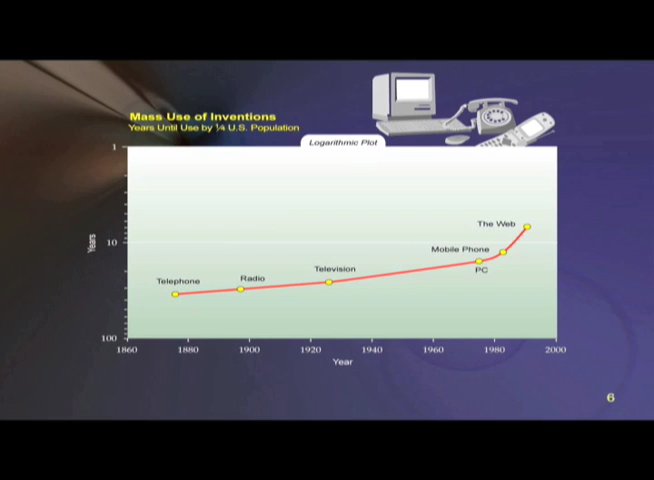 Mass Use of Inventions
Years Until Use by ¼ U.S. Population
Logarithmic Plot
1
The Web
Years
10
Mobile Phone
Television
PC
Telephone
Radio
100
1860 1880 1900 1920 1940 1960 1980 2000
Year
6